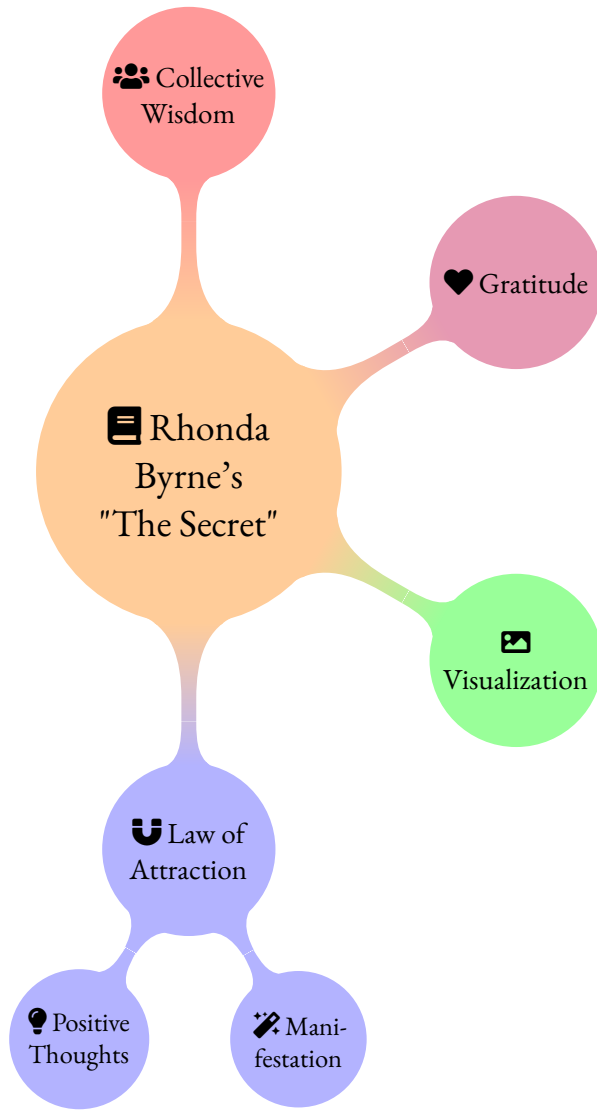 Collective
Wisdom
Gratitude
Rhonda
Byrne’s
"The Secret"
Visualization
Law of
Attraction
Positive
Thoughts
Mani-
festation